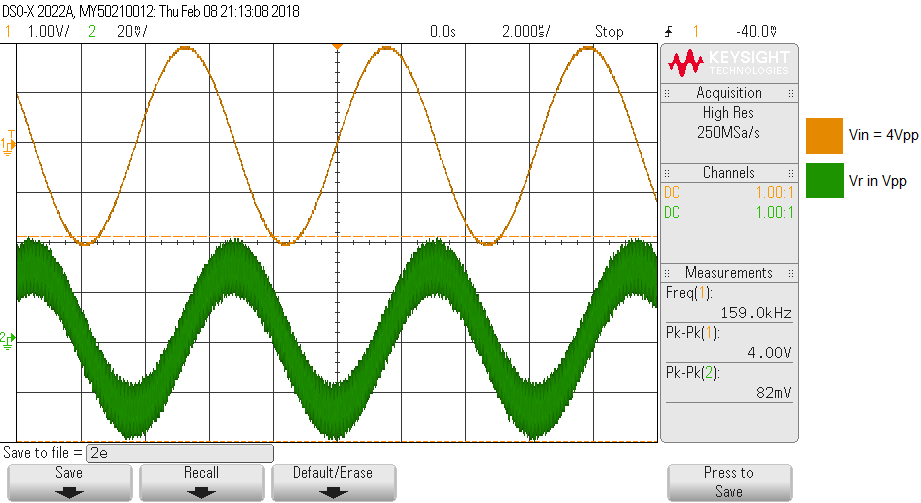 DSO-X 2022A, MY50210012: Thu Feb 08 21:13:08 2018
1 1.00V/ 2 20mV/ 0.0s 2.000us/ Stop 1 -40.0mV
KEYSIGHT
TECHNOLOGIES
Acquisition
High Res
250MSa/s
Channels
DC 1.00:1
DC 1.00:1
Measurements
Freq(1):
159.0kHz
Pk-Pk(1):
4.00V
Pk-Pk(2):
82mV
Vin = 4Vpp
Vr in Vpp
T
1
2
Save to file = 2e
Save
Recall
Default/Erase
Press to
Save